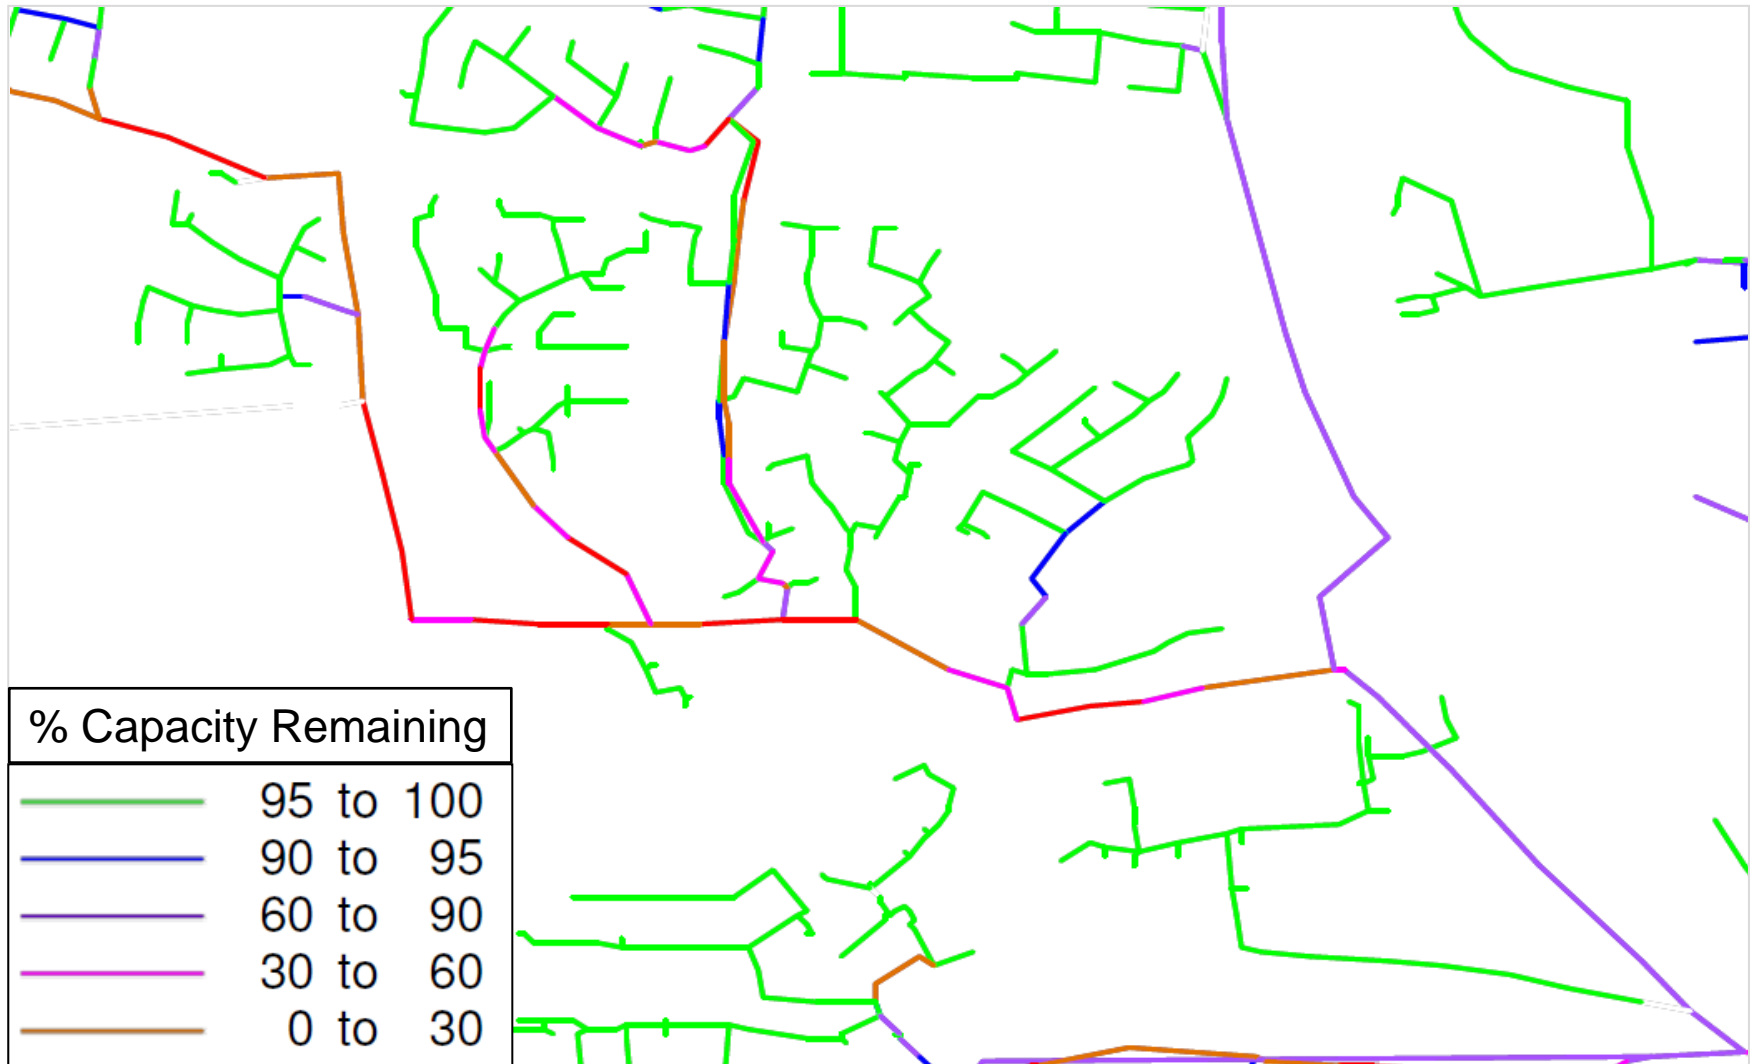 % Capacity Remaining
95 to 100
90 to 95
60 to 90
30 to 60
0 to 30